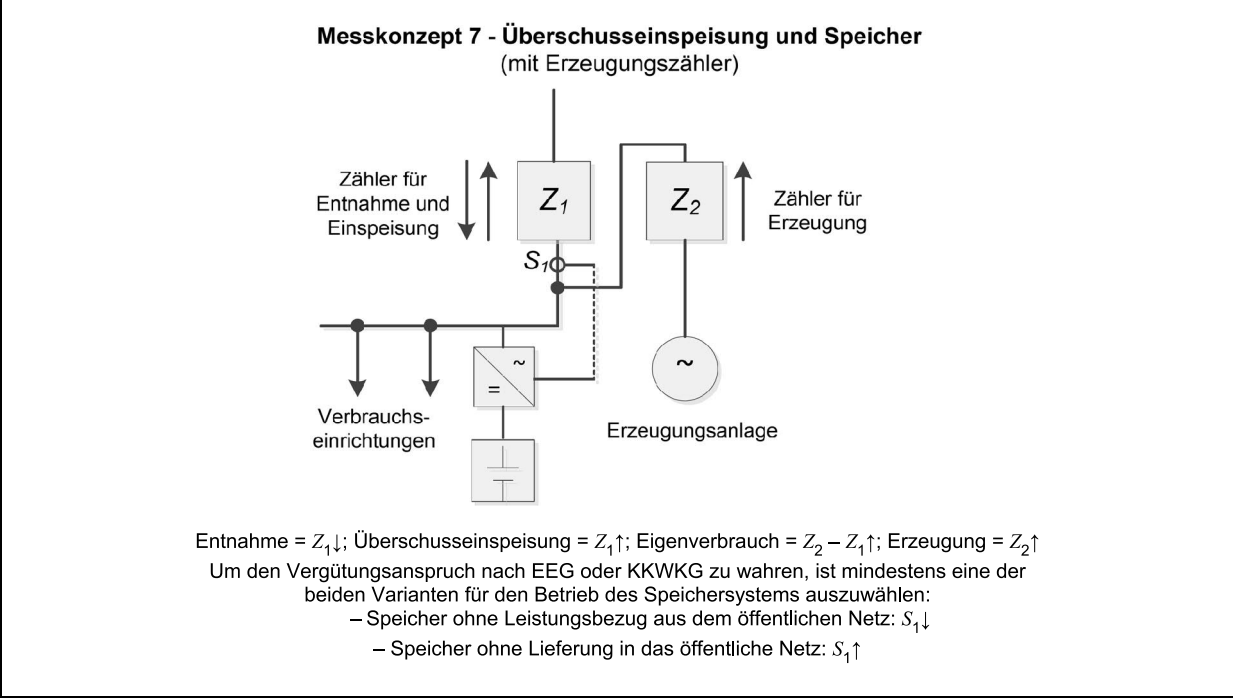 Messkonzept 7 - Überschusseinspeisung und Speicher
(mit Erzeugungszähler)
Zähler für
Entnahme und
Einspeisung
Z1
Z2
Zähler für
Erzeugung
S1
~
=
~
Verbrauchs-
einrichtungen
Erzeugungsanlage
Entnahme = Z1↓; Überschusseinspeisung = Z1↑; Eigenverbrauch = Z2 – Z1↑; Erzeugung = Z2↑
Um den Vergütungsanspruch nach EEG oder KKWKG zu wahren, ist mindestens eine der
beiden Varianten für den Betrieb des Speichersystems auszuwählen:
– Speicher ohne Leistungsbezug aus dem öffentlichen Netz: S1↓
– Speicher ohne Lieferung in das öffentliche Netz: S1↑